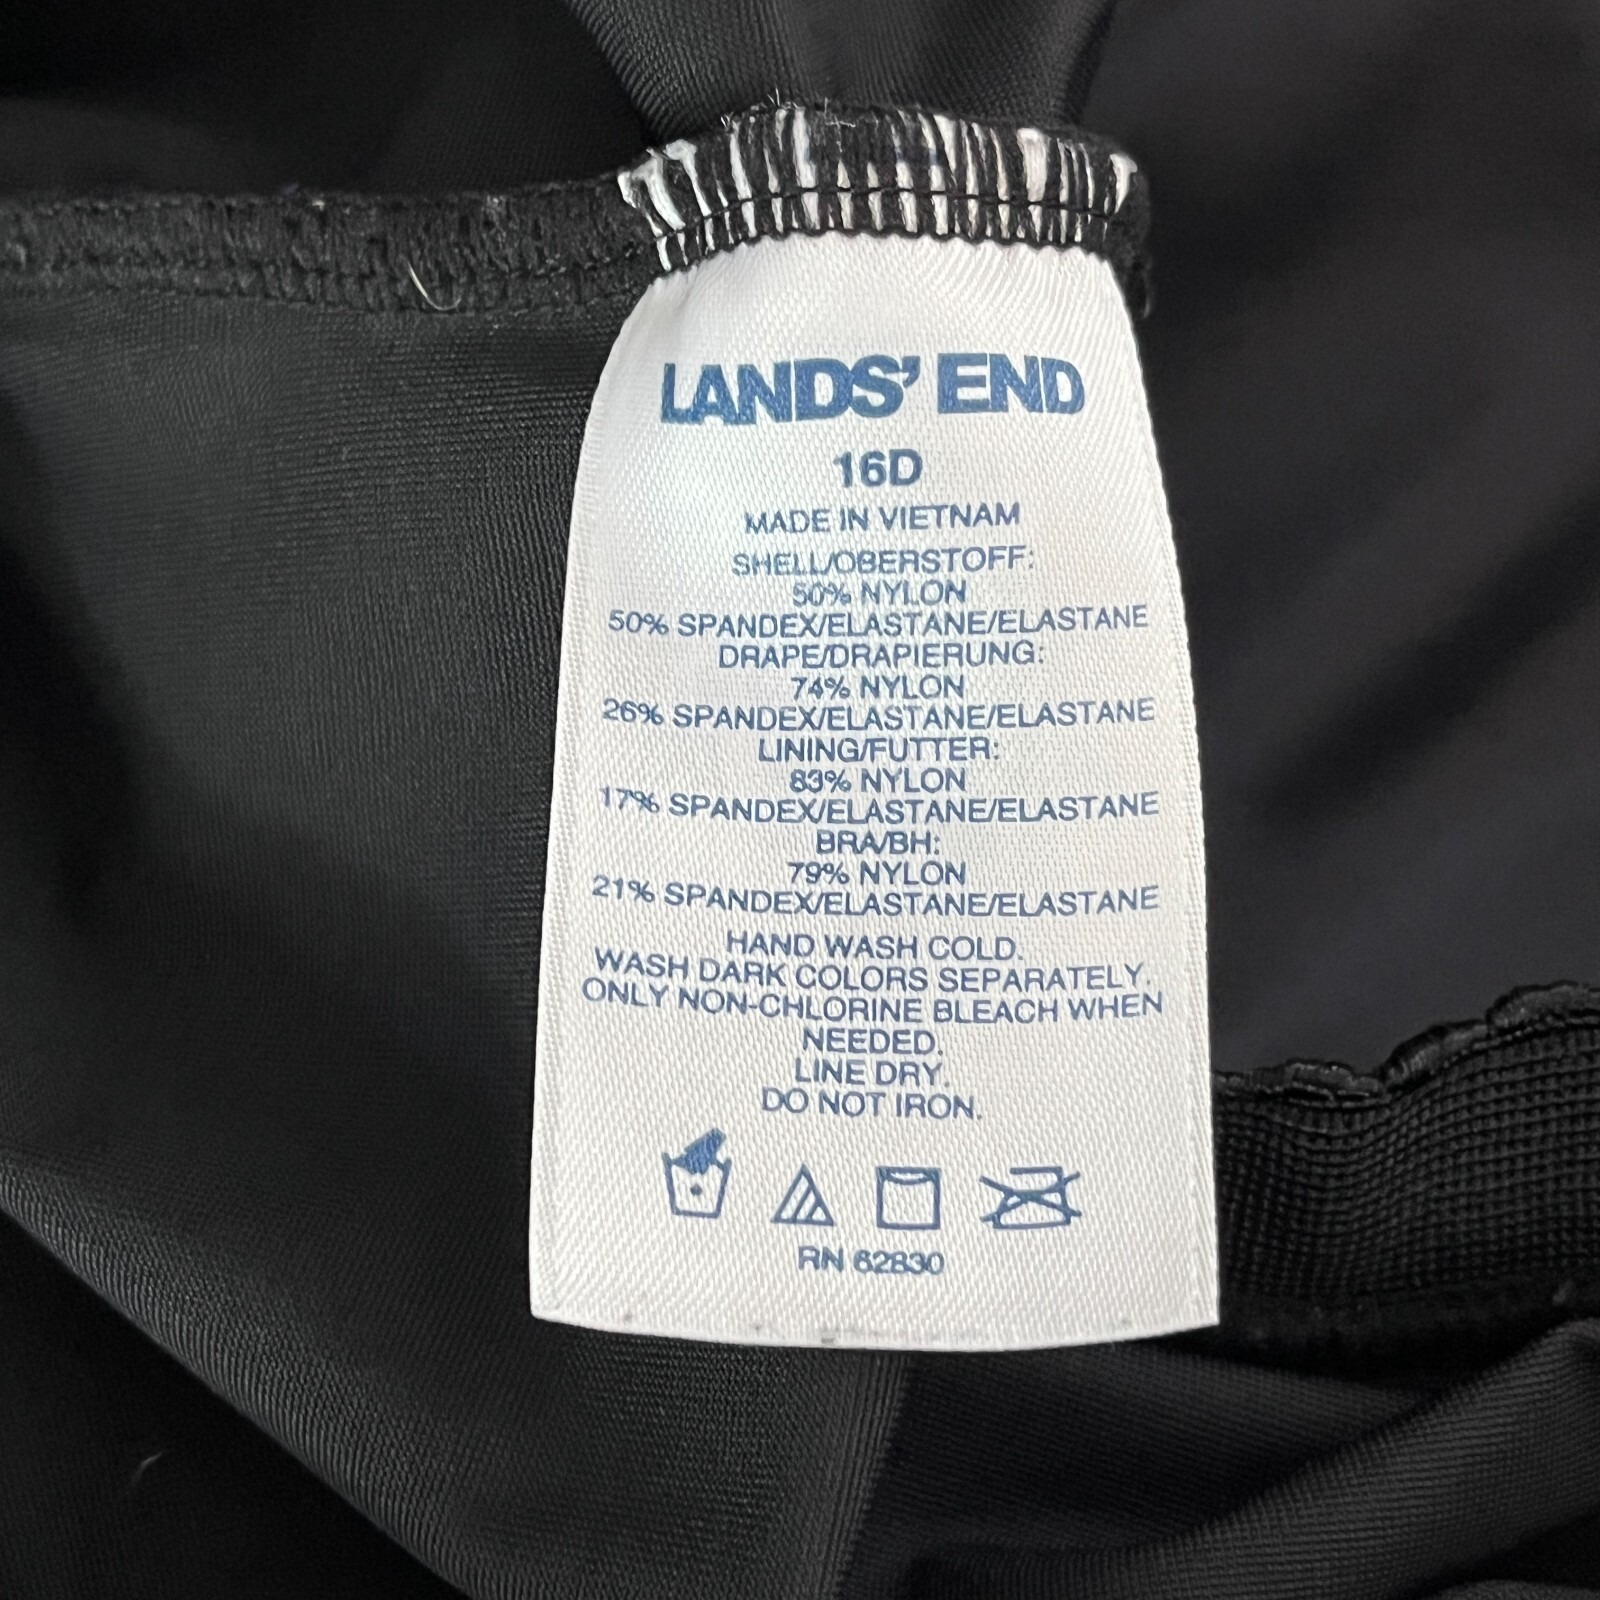 LANDS' END
16D
MADE IN VIETNAM
SHELL/OBERSTOFF:
50% NYLON
50% SPANDEX/ELASTANE/ELASTANE
DRAPE/DRAPIERUNG:
74% NYLON
26% SPANDEX/ELASTANE/ELASTANE
LINING/FUTTER:
83% NYLON
17% SPANDEX/ELASTANE/ELASTANE
BRA/BH:
79% NYLON
21% SPANDEX/ELASTANE/ELASTANE
HAND WASH COLD.
WASH DARK COLORS SEPARATELY.
ONLY NON-CHLORINE BLEACH WHEN
NEEDED.
LINE DRY.
DO NOT IRON.
RN 62830